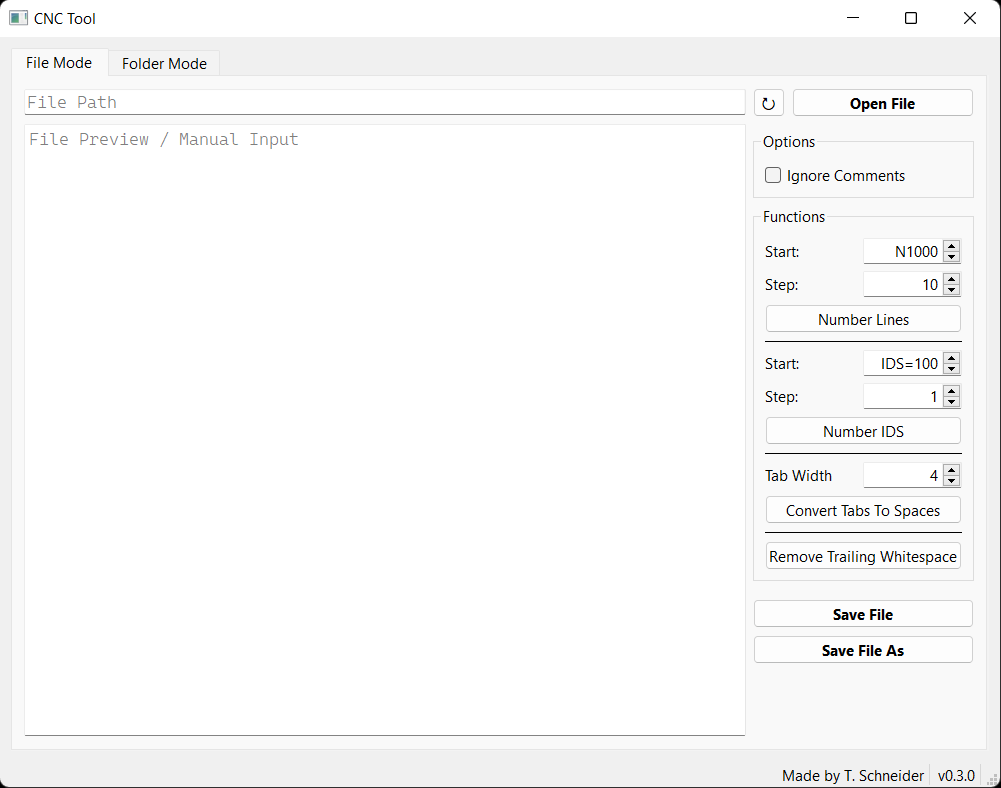 CNC Tool
File Mode
Folder Mode
File Path
Open File
File Preview / Manual Input
Options
Ignore Comments
Functions
Start: N1000
Step: 10
Number Lines
Start: IDS=100
Step: 1
Number IDS
Tab Width 4
Convert Tabs To Spaces
Remove Trailing Whitespace
Save File
Save File As
Made by T. Schneider
v0.3.0